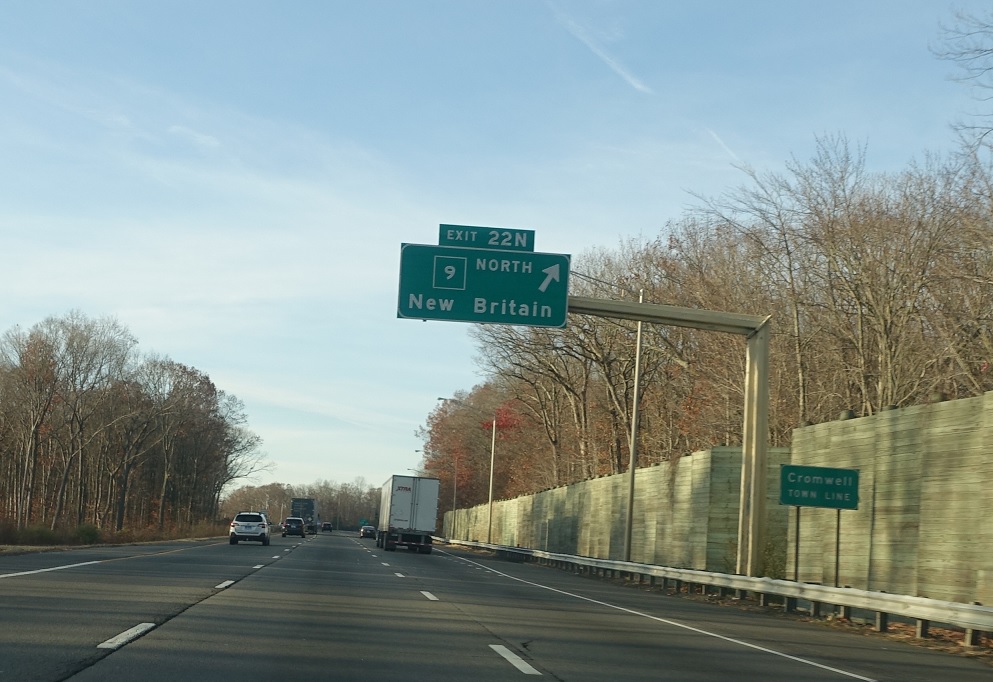 EXIT 22N
9 NORTH
New Britain
Cromwell
TOWN LINE